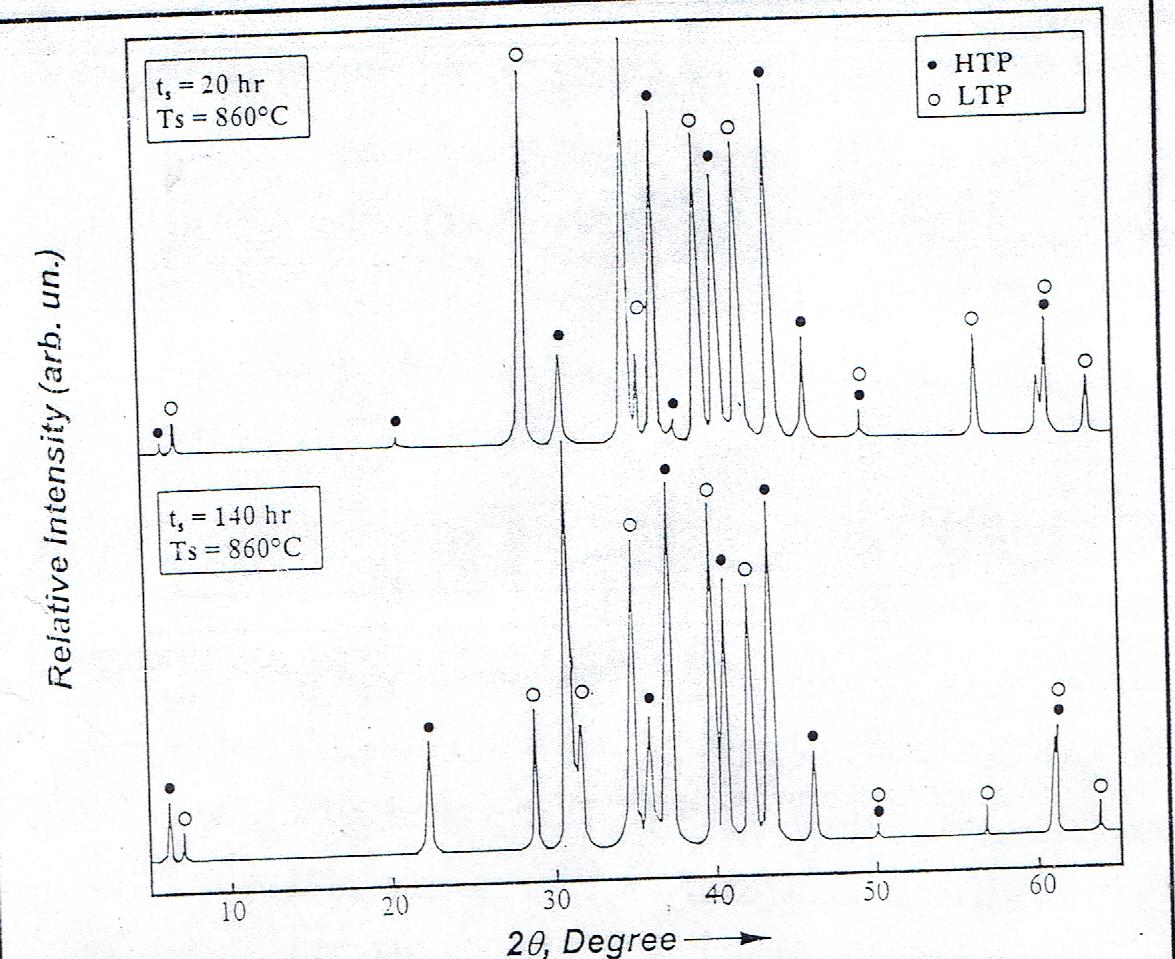 t_s = 20 hr
Ts = 860°C
● HTP
○ LTP
Relative Intensity (arb. un.)
t_s = 140 hr
Ts = 860°C
10 20 30 40 50 60
2θ, Degree →